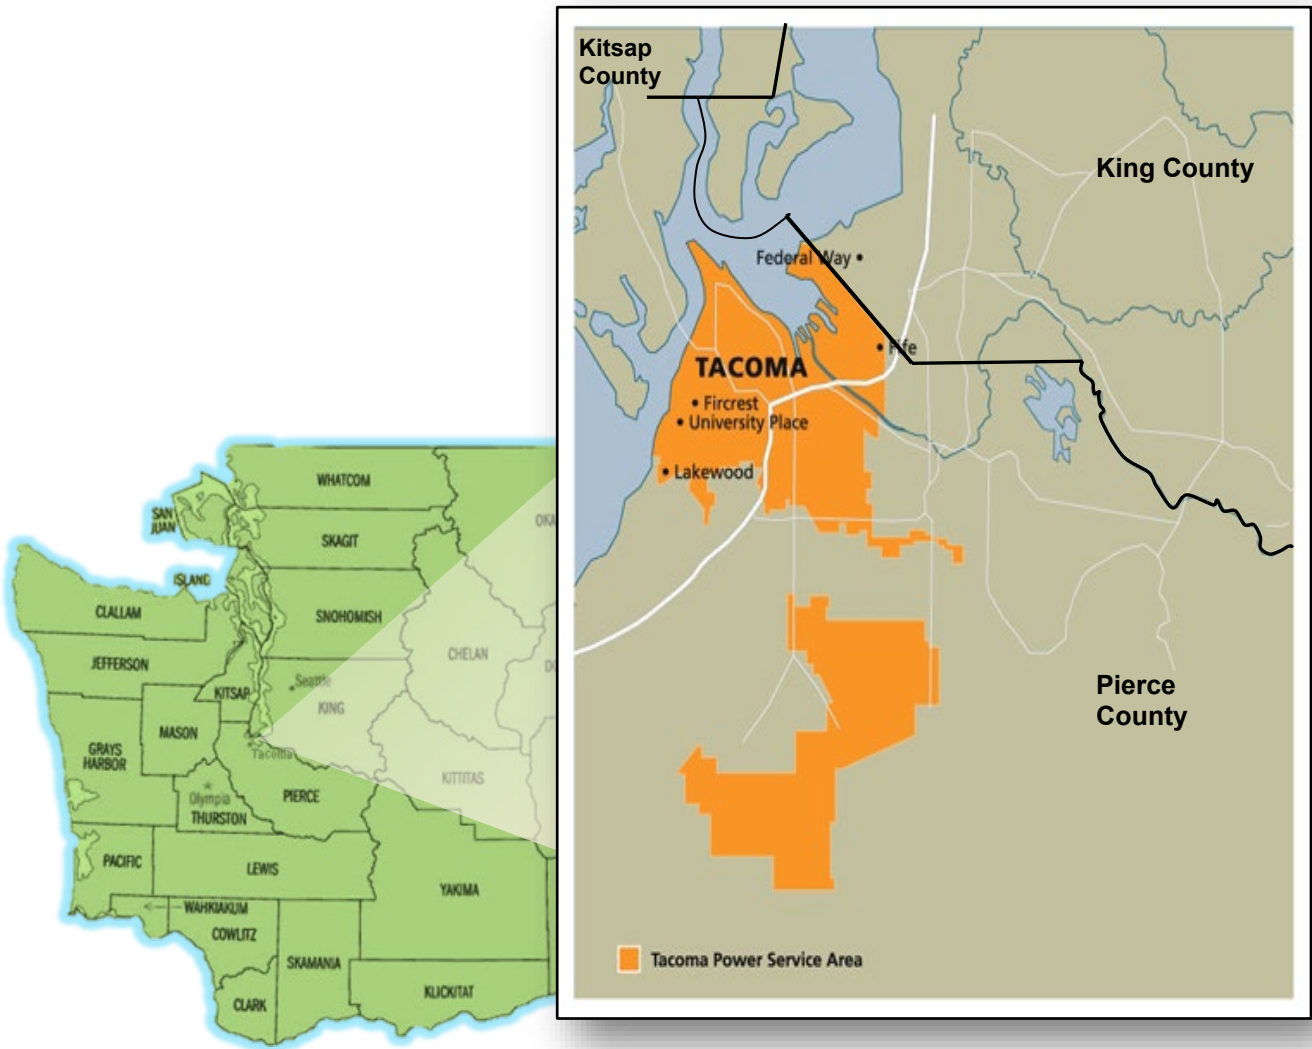 Kitsap
County
King County
Federal Way
Fife
TACOMA
Fircrest
University Place
Lakewood
Pierce
County
Tacoma Power Service Area
WHATCOM
SAN
JUAN
SKAGIT
ISLAND
CLALLAM
SNOHOMISH
JEFFERSON
CHELAN
KITSAP
Seattle
KING
MASON
GRAYS
HARBOR
Tacoma
KITTITAS
Olympia
THURSTON
PIERCE
PACIFIC
LEWIS
YAKIMA
WAHKIAKUM
COWLITZ
SKAMANIA
CLARK
KLICKITAT